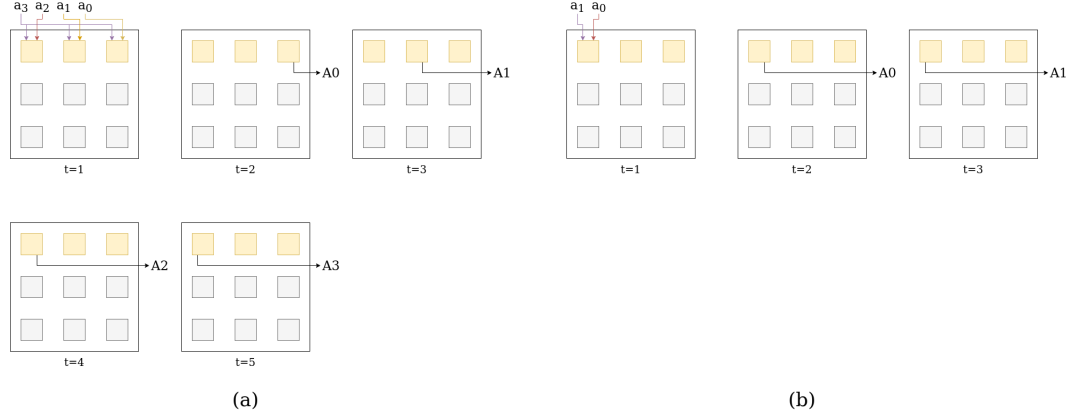 a3 a2 a1 a0 a1 a0
A0 A1 A0 A1
t=1 t=2 t=3 t=1 t=2 t=3
A2 A3
t=4 t=5
(a) (b)